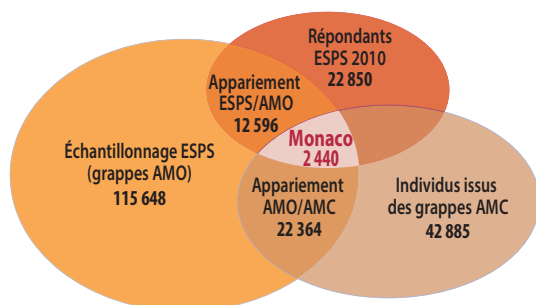 Répondants
ESPS 2010
22 850
Appariement
ESPS/AMO
12 596
Monaco
2 440
Échantillonnage ESPS
(grappes AMO)
115 648
Appariement
AMO/AMC
22 364
Individus issus
des grappes AMC
42 885